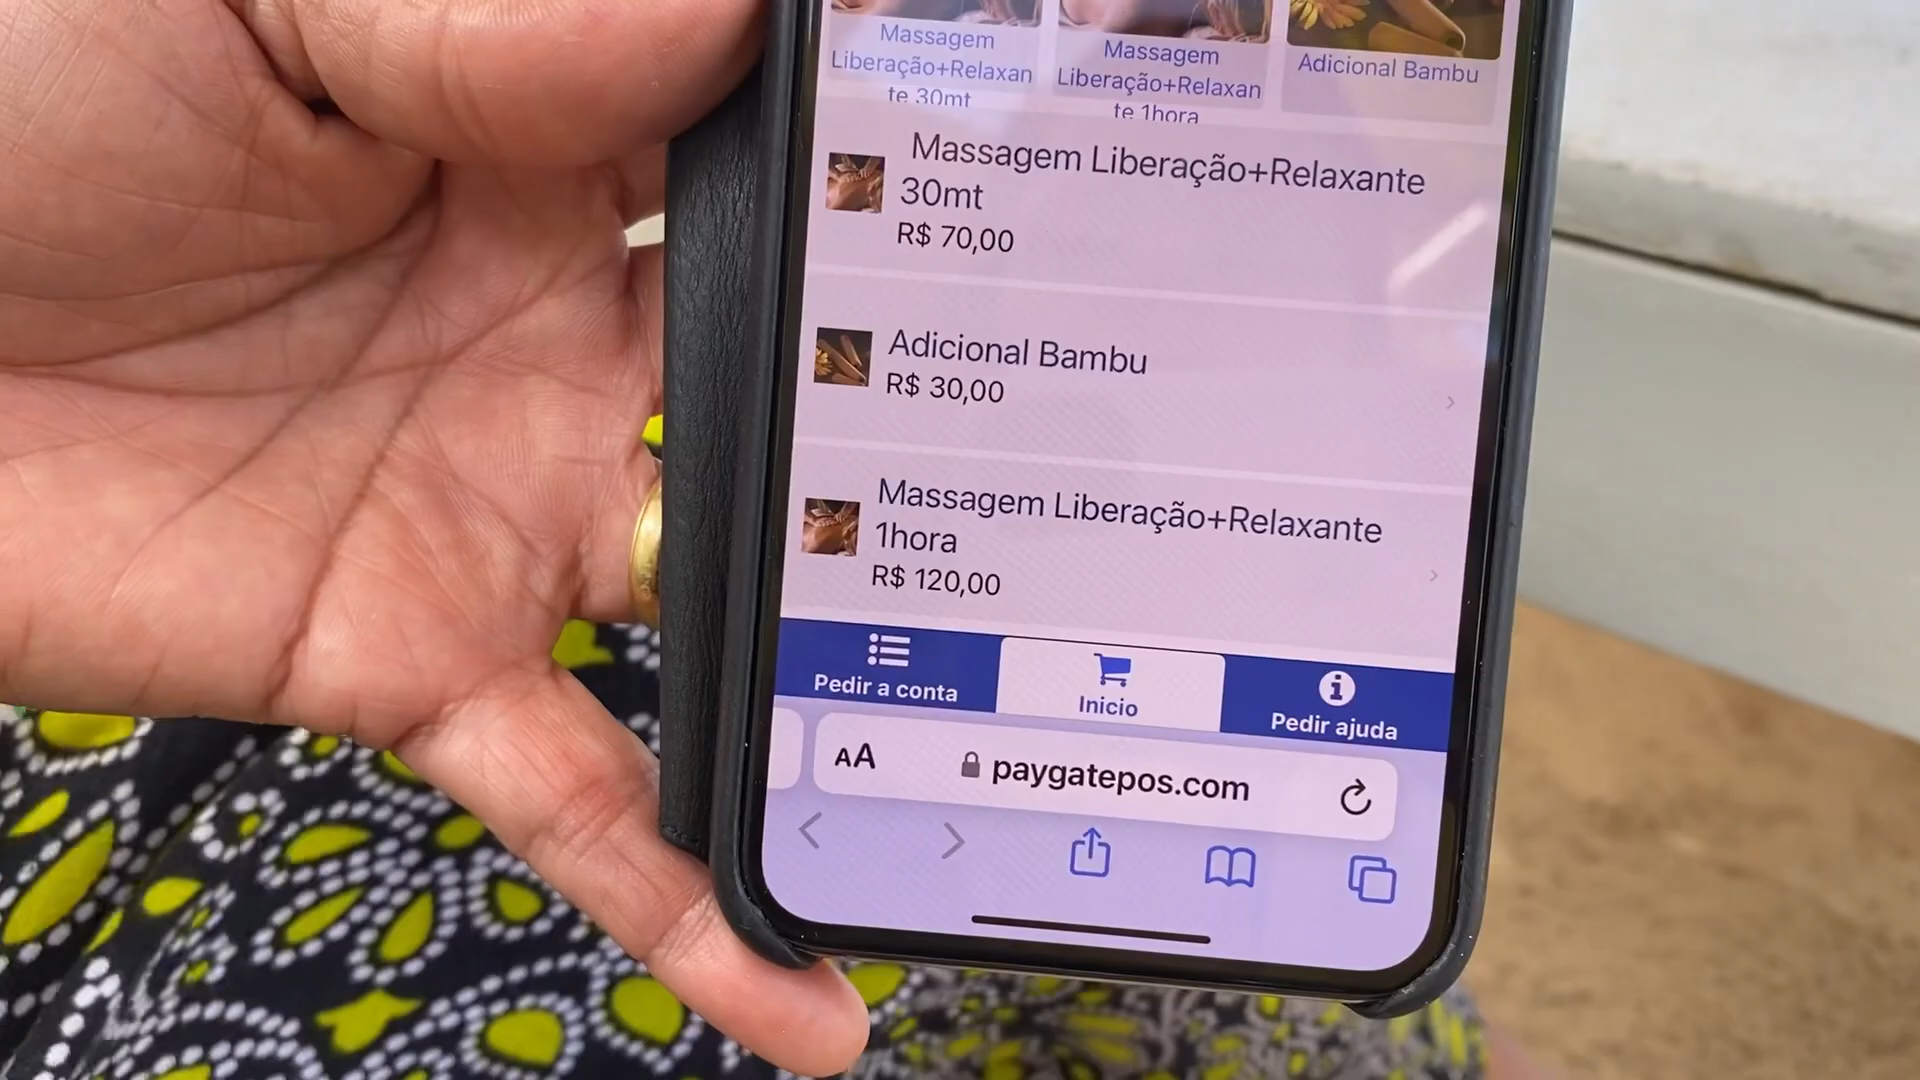 Massagem
Liberação+Relaxan
te 30mt
Massagem
Liberação+Relaxan
te 1hora
Adicional Bambu
Massagem Liberação+Relaxante
30mt
R$ 70,00
Adicional Bambu
R$ 30,00
Massagem Liberação+Relaxante
1hora
R$ 120,00
Pedir a conta
Inicio
Pedir ajuda
AA
paygatepos.com